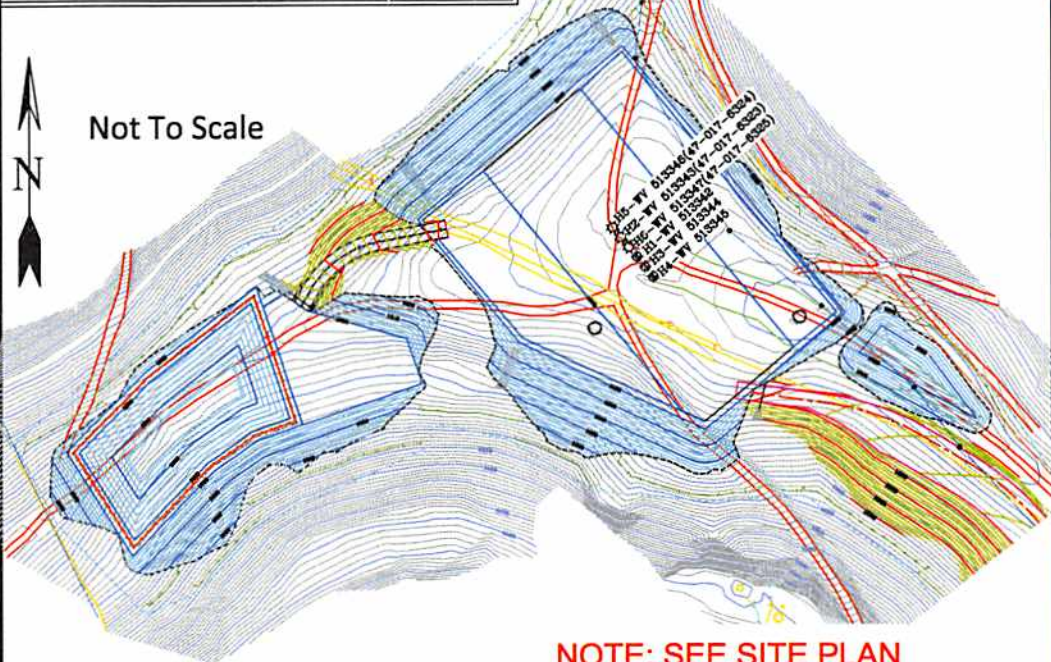 Not To Scale
N
H5-WV 513346(47-017-6324)
H2-WV 513343(47-017-6323)
H6-WV 513347(47-017-6325)
H1-WV 513342
H3-WV 513344
H4-WV 513345
NOTE: SEE SITE PLAN